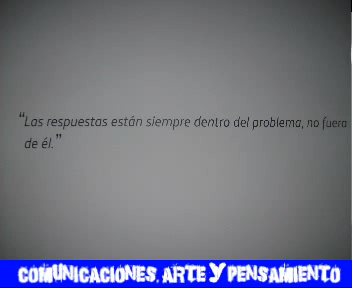 “Las respuestas están siempre dentro del problema, no fuera
de él.”
COMUNICACIONES, ARTE Y PENSAMIENTO